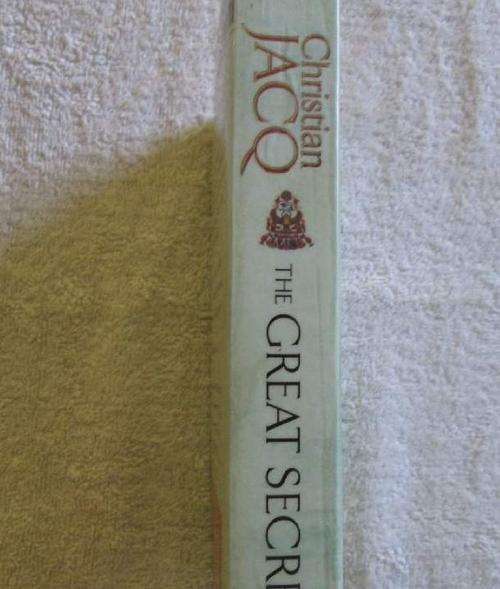 Christian
JACQ
THE GREAT SECR